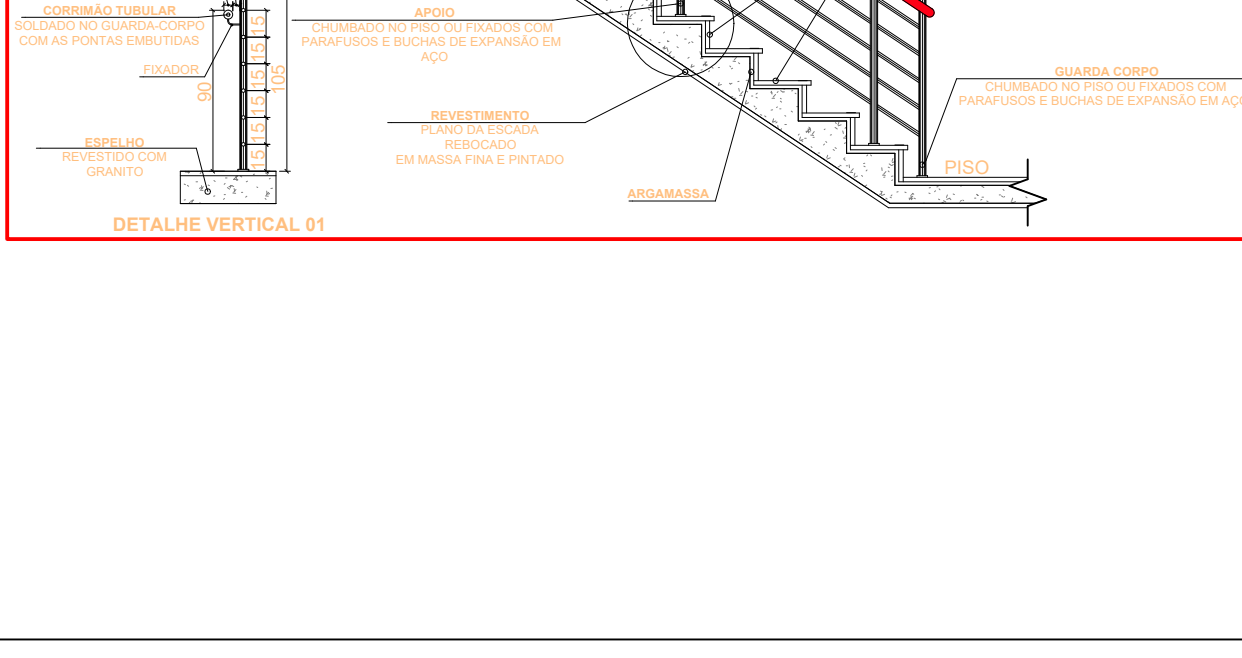 CORRIMÃO TUBULAR
SOLDADO NO GUARDA-CORPO
COM AS PONTAS EMBUTIDAS
FIXADOR
90
15
15
15
15
15
15
105
ESPELHO
REVESTIDO COM
GRANITO
DETALHE VERTICAL 01
APOIO
CHUMBADO NO PISO OU FIXADOS COM
PARAFUSOS E BUCHAS DE EXPANSÃO EM
AÇO
REVESTIMENTO
PLANO DA ESCADA
REBOCADO
EM MASSA FINA E PINTADO
ARGAMASSA
GUARDA CORPO
CHUMBADO NO PISO OU FIXADOS COM
PARAFUSOS E BUCHAS DE EXPANSÃO EM AÇO
PISO